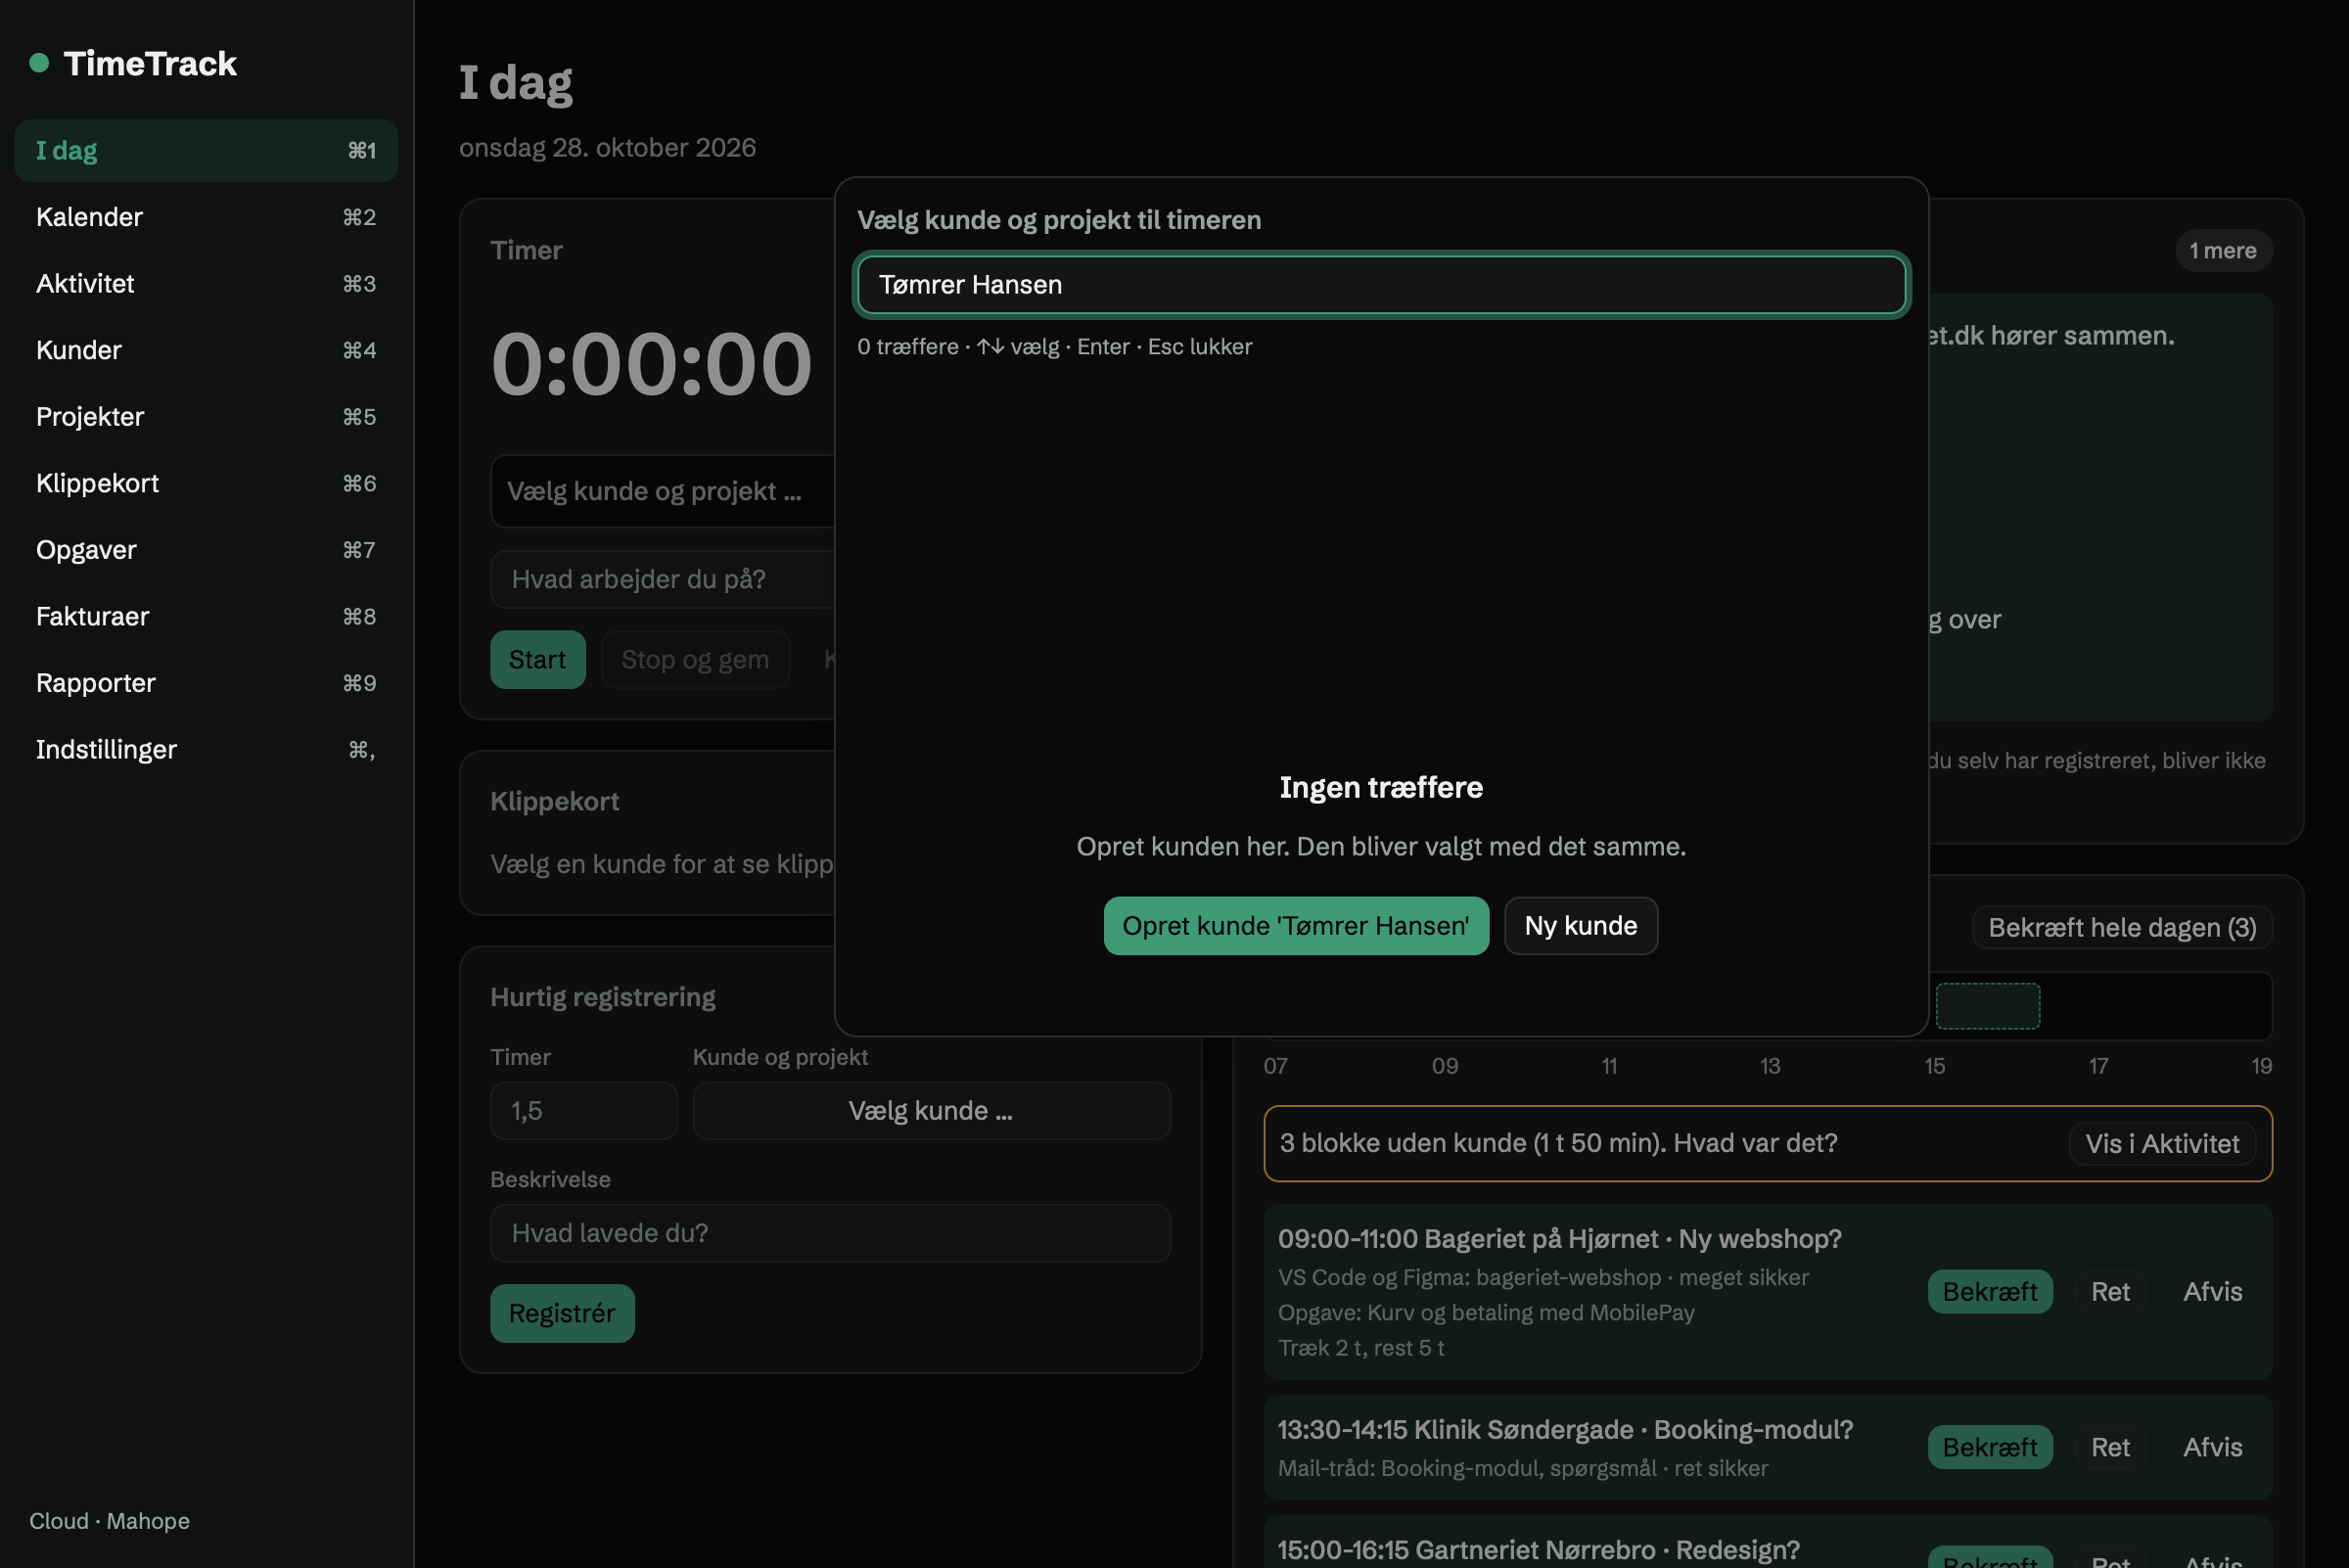 TimeTrack
I dag ⌘1
Kalender ⌘2
Aktivitet ⌘3
Kunder ⌘4
Projekter ⌘5
Klippekort ⌘6
Opgaver ⌘7
Fakturaer ⌘8
Rapporter ⌘9
Indstillinger ⌘,
Cloud · Mahope
I dag
onsdag 28. oktober 2026
Timer
0:00:00
Vælg kunde og projekt ...
Hvad arbejder du på?
Start Stop og gem
Klippekort
Vælg en kunde for at se klipp
Hurtig registrering
Timer Kunde og projekt
1,5 Vælg kunde ...
Beskrivelse
Hvad lavede du?
Registrér
Vælg kunde og projekt til timeren
Tømrer Hansen
0 træffere · ↑↓ vælg · Enter · Esc lukker
Ingen træffere
Opret kunden her. Den bliver valgt med det samme.
Opret kunde 'Tømrer Hansen' Ny kunde
1 mere
et.dk hører sammen.
g over
du selv har registreret, bliver ikke
Bekræft hele dagen (3)
07 09 11 13 15 17 19
3 blokke uden kunde (1 t 50 min). Hvad var det? Vis i Aktivitet
09:00-11:00 Bageriet på Hjørnet · Ny webshop?
VS Code og Figma: bageriet-webshop · meget sikker
Opgave: Kurv og betaling med MobilePay
Træk 2 t, rest 5 t
Bekræft Ret Afvis
13:30-14:15 Klinik Søndergade · Booking-modul?
Mail-tråd: Booking-modul, spørgsmål · ret sikker
Bekræft Ret Afvis
15:00-16:15 Gartneriet Nørrebro · Redesign?
Bekræft Ret Afvis